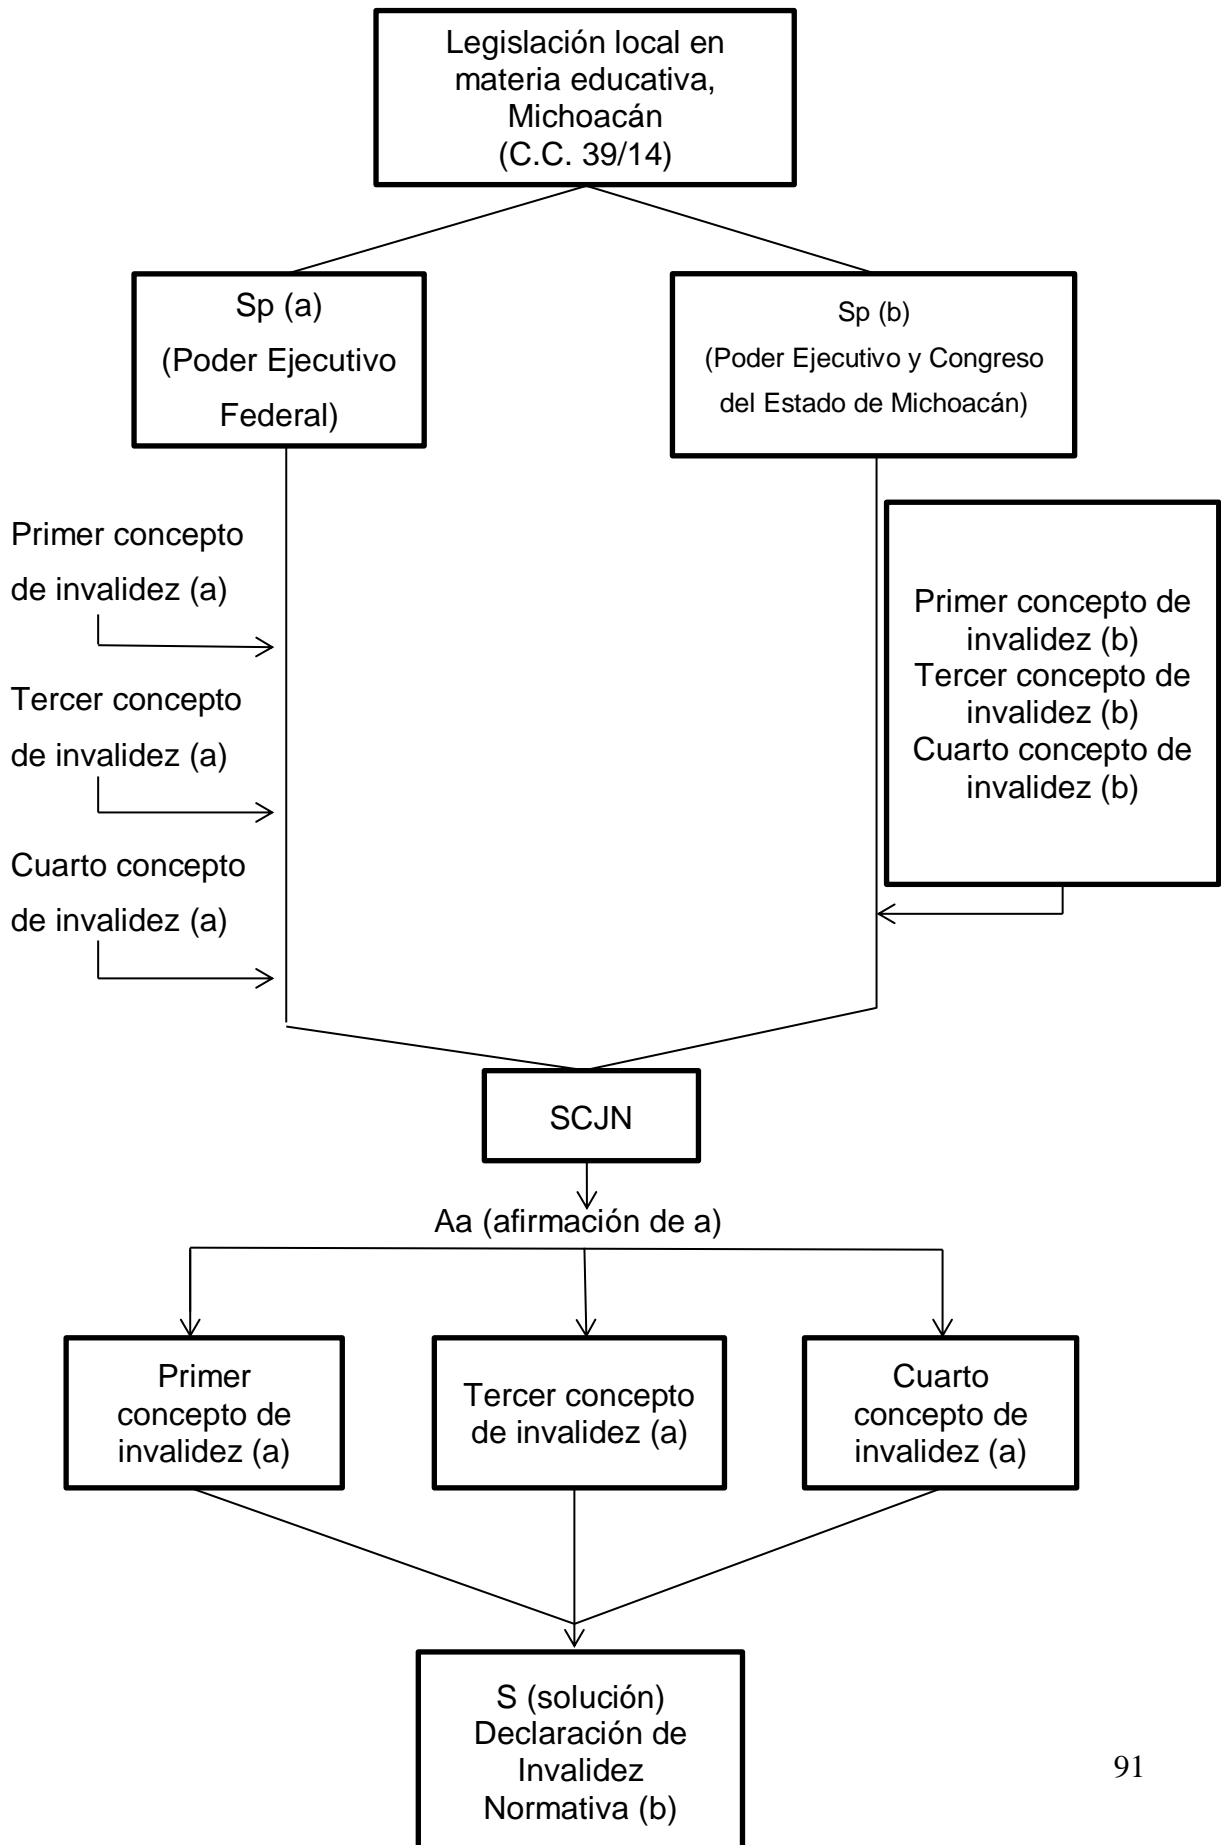 Legislación local en
materia educativa,
Michoacán
(C.C. 39/14)
Sp (a)
(Poder Ejecutivo
Federal)
Sp (b)
(Poder Ejecutivo y Congreso
del Estado de Michoacán)
Primer concepto
de invalidez (a)
Tercer concepto
de invalidez (a)
Cuarto concepto
de invalidez (a)
Primer concepto de
invalidez (b)
Tercer concepto de
invalidez (b)
Cuarto concepto de
invalidez (b)
SCJN
Aa (afirmación de a)
Primer
concepto de
invalidez (a)
Tercer concepto
de invalidez (a)
Cuarto
concepto de
invalidez (a)
S (solución)
Declaración de
Invalidez
Normativa (b)
91